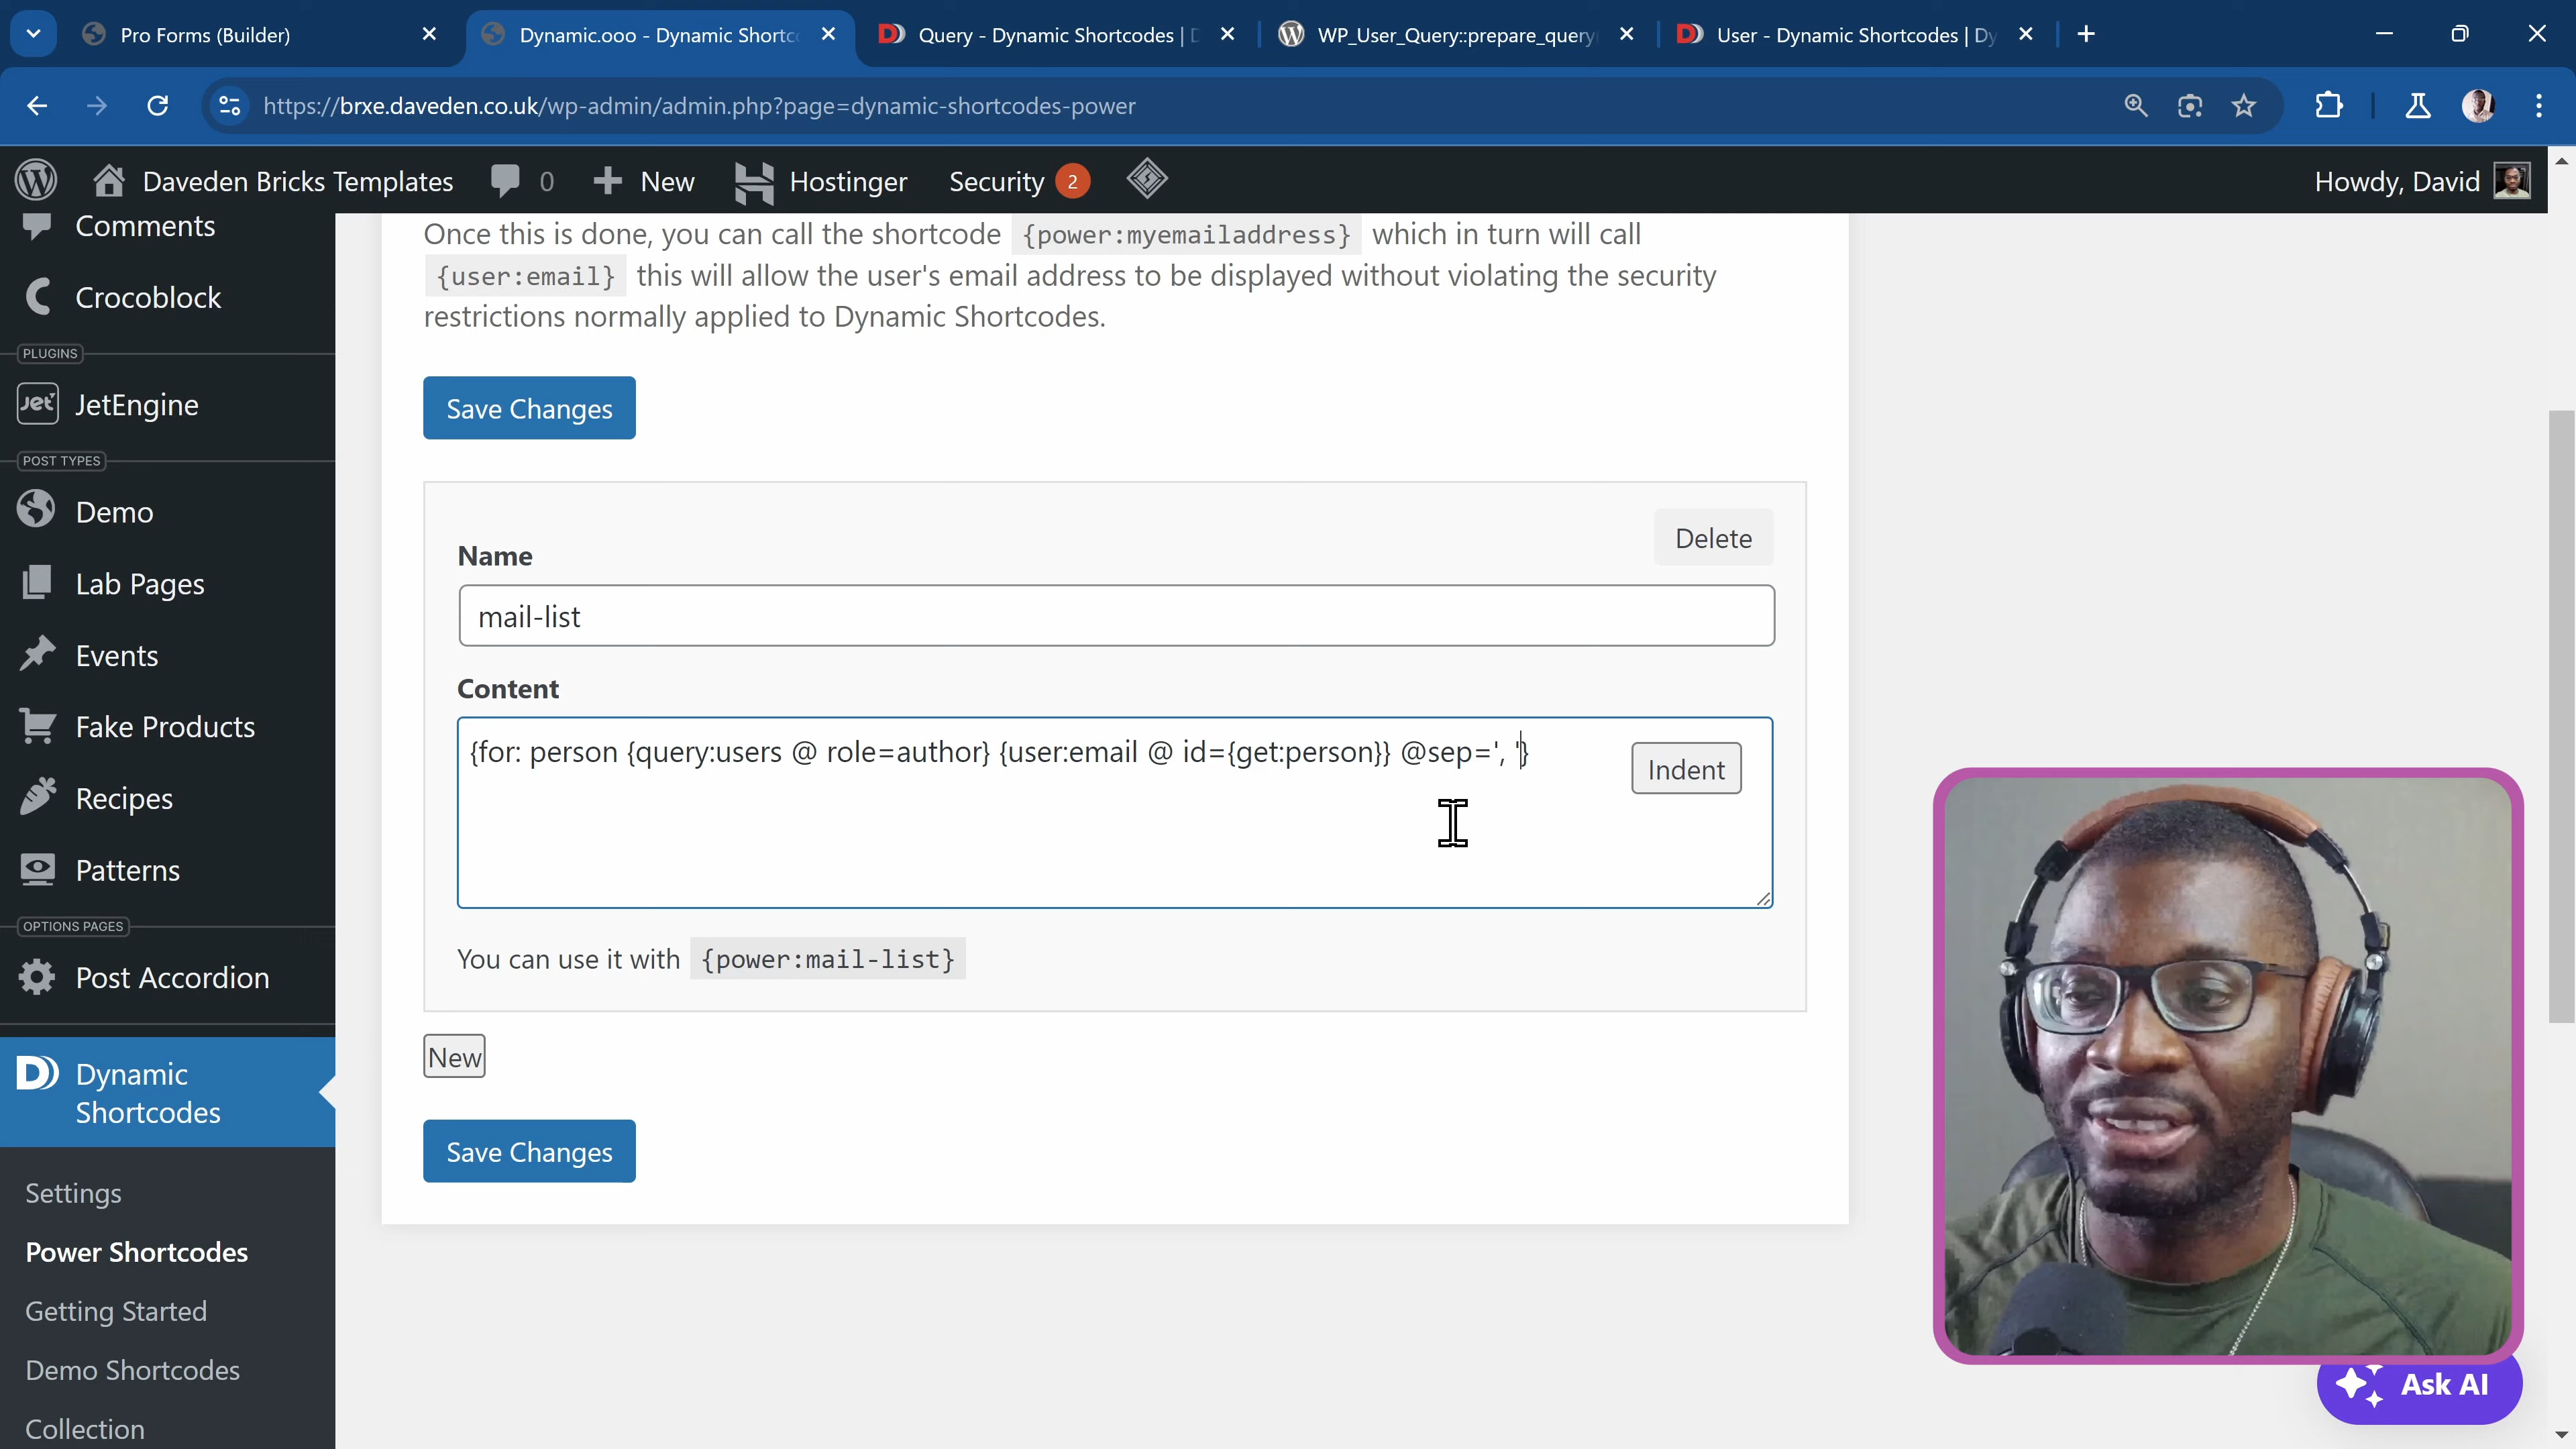 Pro Forms (Builder)
Dynamic.ooo - Dynamic Shortc
Query - Dynamic Shortcodes | D
WP_User_Query::prepare_query
User - Dynamic Shortcodes | Dy
https://brxe.daveden.co.uk/wp-admin/admin.php?page=dynamic-shortcodes-power
Daveden Bricks Templates
0
New
Hostinger
Security 2
Howdy, David
Comments
Crocoblock
PLUGINS
Jet JetEngine
POST TYPES
Demo
Lab Pages
Events
Fake Products
Recipes
Patterns
OPTIONS PAGES
Post Accordion
Dynamic
Shortcodes
Settings
Power Shortcodes
Getting Started
Demo Shortcodes
Collection
Once this is done, you can call the shortcode {power:myemailaddress} which in turn will call
{user:email} this will allow the user's email address to be displayed without violating the security
restrictions normally applied to Dynamic Shortcodes.
Save Changes
Delete
Name
mail-list
Content
{for: person {query:users @ role=author} {user:email @ id={get:person}} @sep=', '}
Indent
You can use it with {power:mail-list}
New
Save Changes
Ask AI